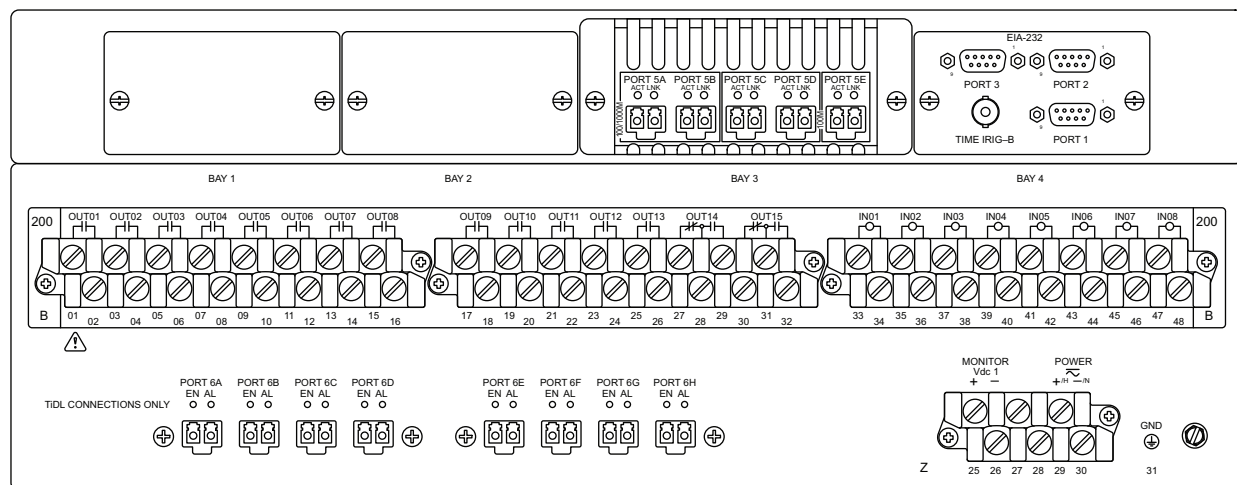 EIA-232
1 1
9 9
PORT 3 PORT 2
1
9
TIME IRIG–B PORT 1
PORT 5A PORT 5B PORT 5C PORT 5D PORT 5E
ACT LNK ACT LNK ACT LNK ACT LNK ACT LNK
100/1000M 100M
BAY 1 BAY 2 BAY 3 BAY 4
200 OUT01 OUT02 OUT03 OUT04 OUT05 OUT06 OUT07 OUT08 OUT09 OUT10 OUT11 OUT12 OUT13 OUT14 OUT15 IN01 IN02 IN03 IN04 IN05 IN06 IN07 IN08 200
B 01 02 03 04 05 06 07 08 09 10 11 12 13 14 15 16 17 18 19 20 21 22 23 24 25 26 27 28 29 30 31 32 33 34 35 36 37 38 39 40 41 42 43 44 45 46 47 48 B
PORT 6A PORT 6B PORT 6C PORT 6D PORT 6E PORT 6F PORT 6G PORT 6H
EN AL EN AL EN AL EN AL EN AL EN AL EN AL EN AL
TiDL CONNECTIONS ONLY
MONITOR POWER
Vdc 1
+ − +/H −/N
GND
Z 25 26 27 28 29 30 31